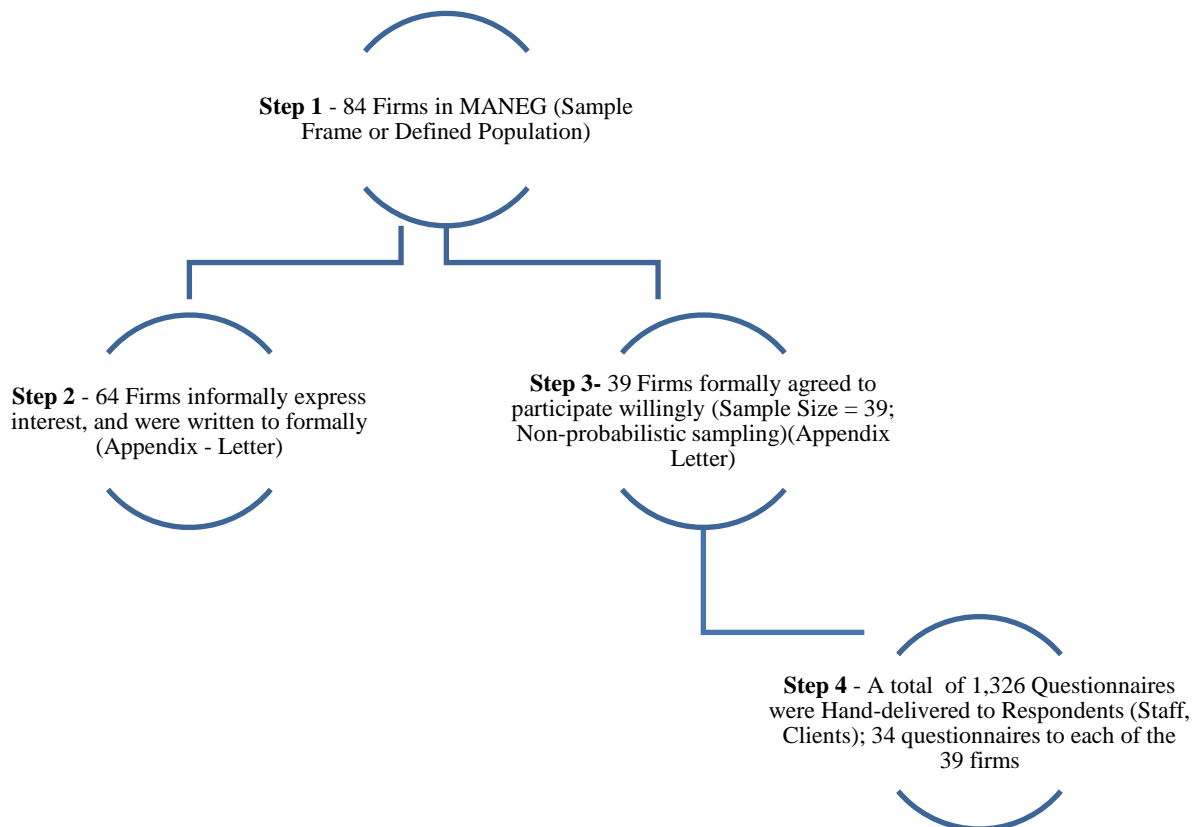 Step 1 - 84 Firms in MANEG (Sample
Frame or Defined Population)
Step 2 - 64 Firms informally express
interest, and were written to formally
(Appendix - Letter)
Step 3- 39 Firms formally agreed to
participate willingly (Sample Size = 39;
Non-probabilistic sampling)(Appendix
Letter)
Step 4 - A total of 1,326 Questionnaires
were Hand-delivered to Respondents (Staff,
Clients); 34 questionnaires to each of the
39 firms